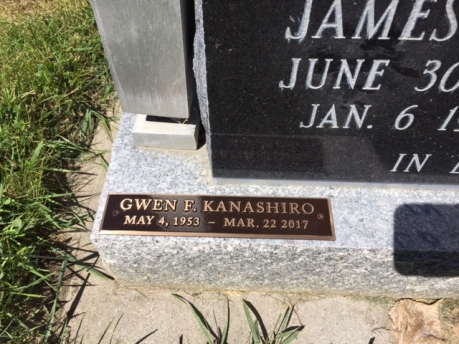 JAMES
JUNE 30
JAN. 6
IN
GWEN F. KANASHIRO
MAY 4, 1953 – MAR. 22 2017